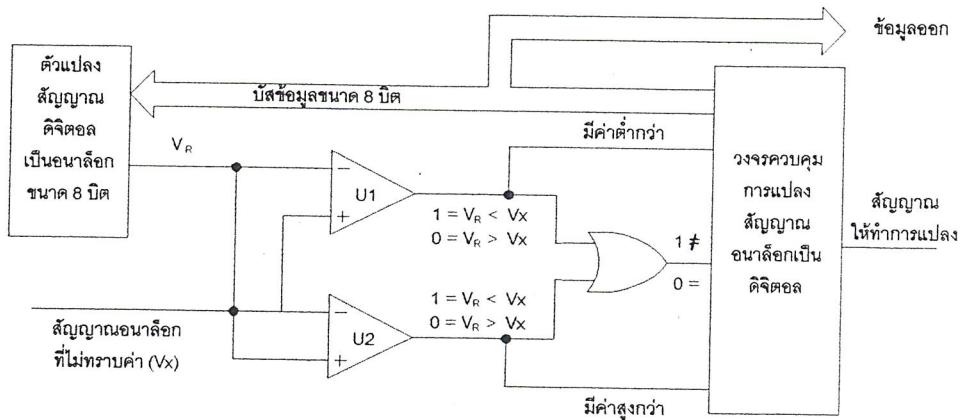 ข้อมูลออก
ตัวแปลง
สัญญาณ
ดิจิตอล
เป็นอนาล็อก
ขนาด 8 บิต
บัสข้อมูลขนาด 8 บิต
มีค่าต่ำกว่า
V_R
−
+
U1
1 = V_R < Vx
0 = V_R > Vx
วงจรควบคุม
การแปลง
สัญญาณ
อนาล็อกเป็น
ดิจิตอล
สัญญาณ
ให้ทำการแปลง
1 ≠
0 =
1 = V_R < Vx
0 = V_R > Vx
−
+
U2
สัญญาณอนาล็อก
ที่ไม่ทราบค่า (Vx)
มีค่าสูงกว่า